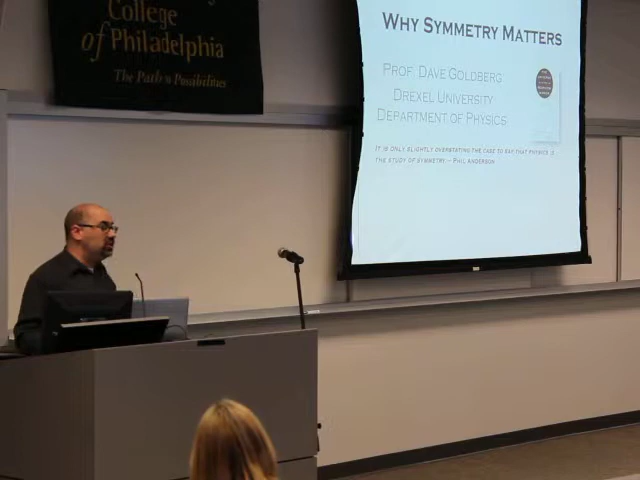 College
of Philadelphia
The Path to Possibilities
WHY SYMMETRY MATTERS
PROF. DAVE GOLDBERG
DREXEL UNIVERSITY
DEPARTMENT OF PHYSICS
IT IS ONLY SLIGHTLY OVERSTATING THE CASE TO SAY THAT PHYSICS IS
THE STUDY OF SYMMETRY – PHIL ANDERSON